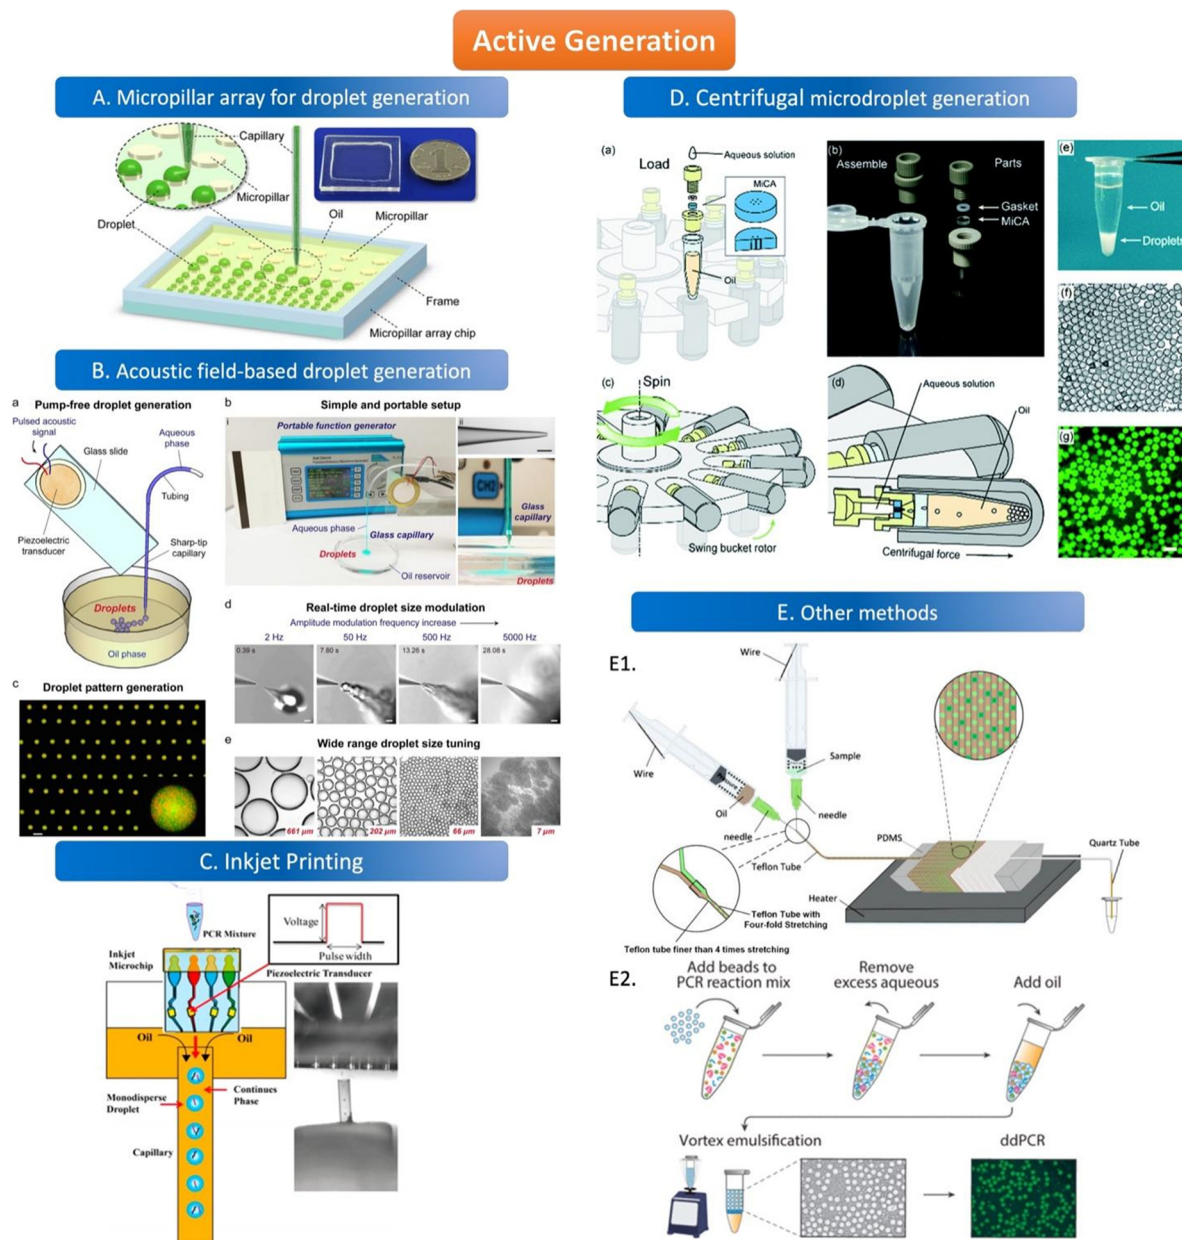 Active Generation
A. Micropillar array for droplet generation
Capillary
Micropillar
Droplet
Oil
Micropillar
Frame
Micropillar array chip
B. Acoustic field-based droplet generation
a
Pump-free droplet generation
Pulsed acoustic
signal
Glass slide
Aqueous
phase
Tubing
Piezoelectric
transducer
Sharp-tip
capillary
Droplets
Oil phase
b
Simple and portable setup
i
Portable function generator
Aqueous phase
Glass capillary
Droplets
Oil reservoir
ii
CH2
Glass
capillary
Droplets
c
Droplet pattern generation
d
Real-time droplet size modulation
Amplitude modulation frequency increase
2 Hz
50 Hz
500 Hz
5000 Hz
0.39 s
7.80 s
13.26 s
28.08 s
e
Wide range droplet size tuning
661 μm
202 μm
66 μm
7 μm
C. Inkjet Printing
PCR Mixture
Inkjet
Microchip
Voltage
Pulse width
Piezoelectric Transducer
Oil
Oil
Continues
Phase
Monodisperse
Droplet
Capillary
D. Centrifugal microdroplet generation
(a)
Load
Aqueous solution
MiCA
Oil
(b)
Assemble
Parts
Gasket
MiCA
(c)
Spin
Swing bucket rotor
(d)
Aqueous solution
Oil
Centrifugal force
(e)
Oil
Droplets
(f)
(g)
E. Other methods
E1.
Wire
Wire
Sample
Oil
needle
needle
Teflon Tube
PDMS
Quartz Tube
Heater
Teflon Tube with
Four-fold Stretching
Teflon tube finer than 4 times stretching
E2.
Add beads to
PCR reaction mix
Remove
excess aqueous
Add oil
Vortex emulsification
ddPCR